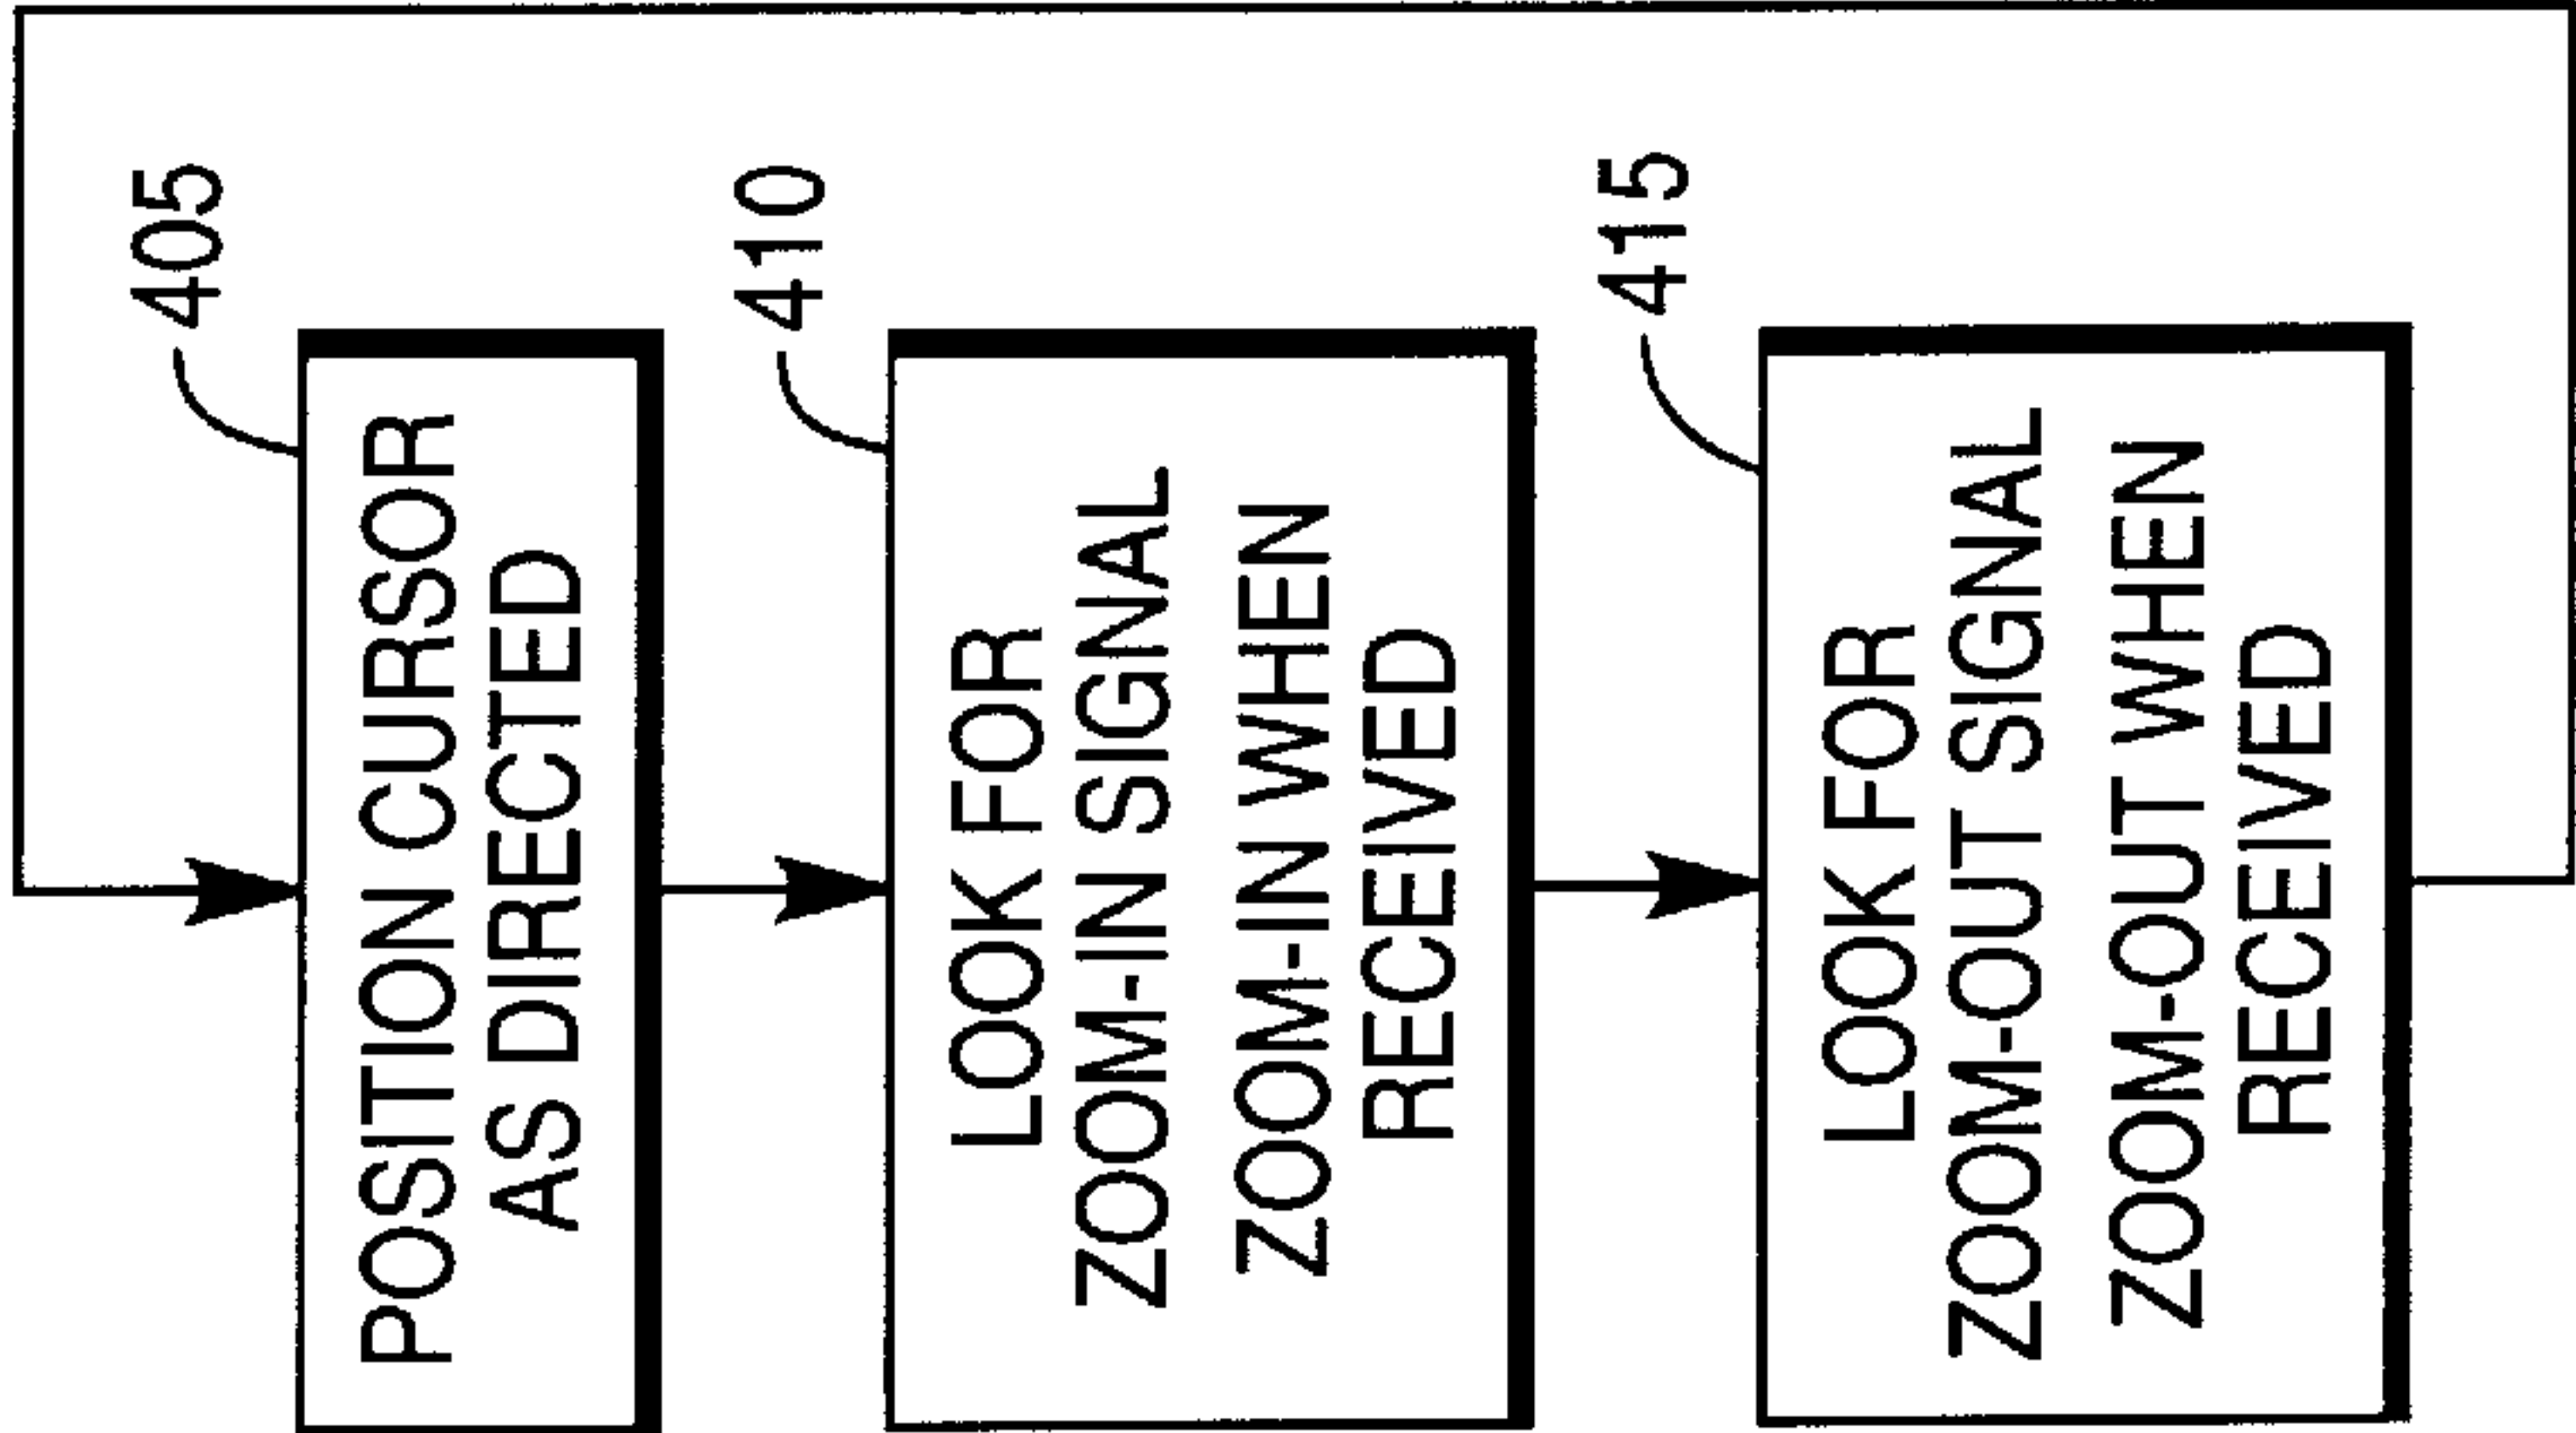 405
POSITION CURSOR
AS DIRECTED
410
LOOK FOR
ZOOM-IN SIGNAL
ZOOM-IN WHEN
RECEIVED
415
LOOK FOR
ZOOM-OUT SIGNAL
ZOOM-OUT WHEN
RECEIVED